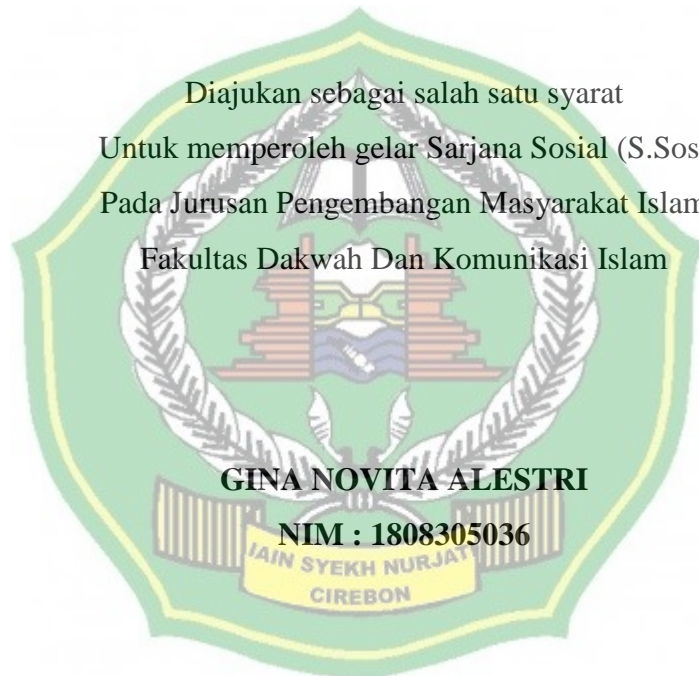 Diajukan sebagai salah satu syarat
Untuk memperoleh gelar Sarjana Sosial (S.Sos
Pada Jurusan Pengembangan Masyarakat Islam
Fakultas Dakwah Dan Komunikasi Islam
GINA NOVITA ALESTRI
NIM : 1808305036
IAIN SYEKH NURJATI
CIREBON